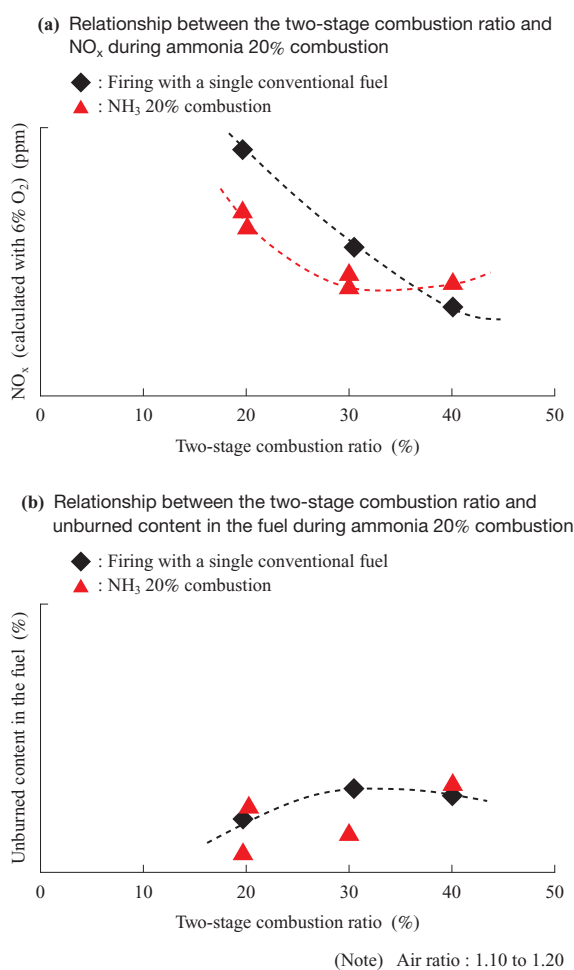 (a) Relationship between the two-stage combustion ratio and
NOx during ammonia 20% combustion
◆ : Firing with a single conventional fuel
▲ : NH3 20% combustion
NOx (calculated with 6% O2) (ppm)
0 10 20 30 40 50
Two-stage combustion ratio (%)
(b) Relationship between the two-stage combustion ratio and
unburned content in the fuel during ammonia 20% combustion
◆ : Firing with a single conventional fuel
▲ : NH3 20% combustion
Unburned content in the fuel (%)
0 10 20 30 40 50
Two-stage combustion ratio (%)
(Note) Air ratio : 1.10 to 1.20